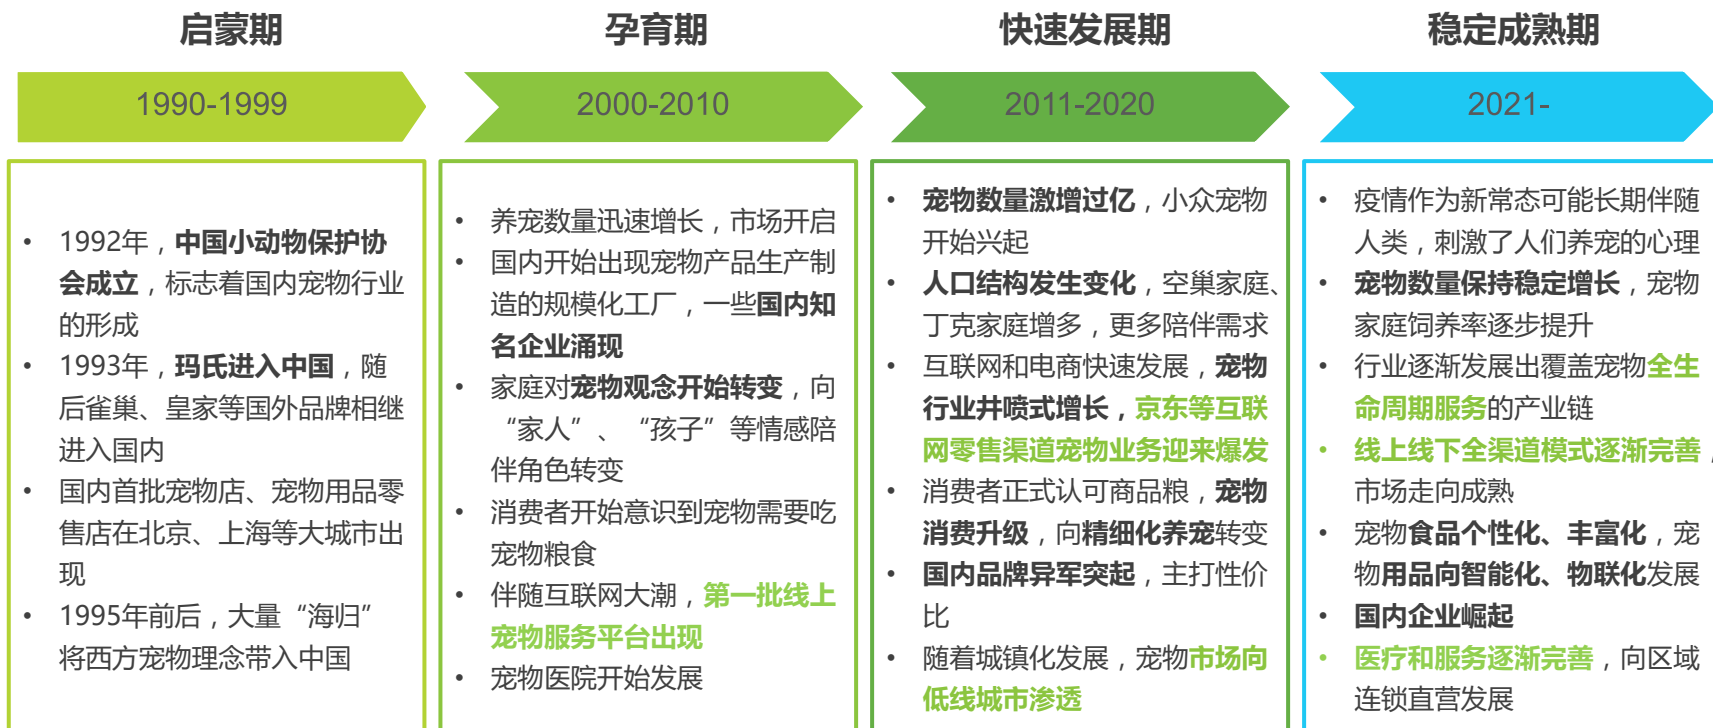 启蒙期
1990-1999
• 1992年，中国小动物保护协
会成立，标志着国内宠物行业
的形成
• 1993年，玛氏进入中国，随
后雀巢、皇家等国外品牌相继
进入国内
• 国内首批宠物店、宠物用品零
售店在北京、上海等大城市出
现
• 1995年前后，大量“海归”
将西方宠物理念带入中国
孕育期
2000-2010
• 养宠数量迅速增长，市场开启
• 国内开始出现宠物产品生产制
造的规模化工厂，一些国内知
名企业涌现
• 家庭对宠物观念开始转变，向
“家人”、“孩子”等情感陪
伴角色转变
• 消费者开始意识到宠物需要吃
宠物粮食
• 伴随互联网大潮，第一批线上
宠物服务平台出现
• 宠物医院开始发展
快速发展期
2011-2020
• 宠物数量激增过亿，小众宠物
开始兴起
• 人口结构发生变化，空巢家庭、
丁克家庭增多，更多陪伴需求
• 互联网和电商快速发展，宠物
行业井喷式增长，京东等互联
网零售渠道宠物业务迎来爆发
• 消费者正式认可商品粮，宠物
消费升级，向精细化养宠转变
• 国内品牌异军突起，主打性价
比
• 随着城镇化发展，宠物市场向
低线城市渗透
稳定成熟期
2021-
• 疫情作为新常态可能长期伴随
人类，刺激了人们养宠的心理
• 宠物数量保持稳定增长，宠物
家庭饲养率逐步提升
• 行业逐渐发展出覆盖宠物全生
命周期服务的产业链
• 线上线下全渠道模式逐渐完善，
市场走向成熟
• 宠物食品个性化、丰富化，宠
物用品向智能化、物联化发展
• 国内企业崛起
• 医疗和服务逐渐完善，向区域
连锁直营发展